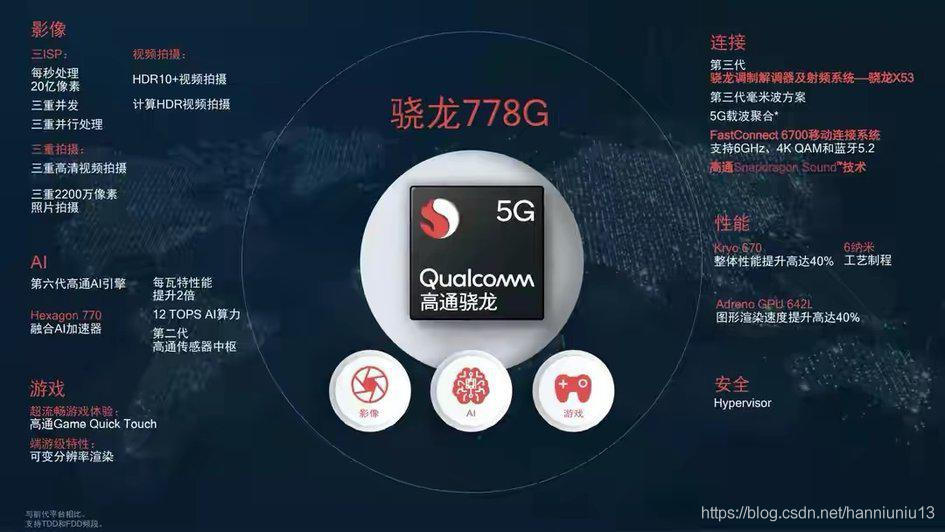 影像
三ISP：
每秒处理
20亿像素
三重并发
三重并行处理
三重拍摄：
三重高清视频拍摄
三重2200万像素
照片拍摄
视频拍摄：
HDR10+视频拍摄
计算HDR视频拍摄
AI
第六代高通AI引擎
Hexagon 770
融合AI加速器
每瓦特性能
提升2倍
12 TOPS AI算力
第二代
高通传感器中枢
游戏
超流畅游戏体验：
高通Game Quick Touch
端游级特性：
可变分辨率渲染
骁龙778G
5G
Qualcomm
高通骁龙
影像
AI
游戏
连接
第三代
骁龙调制解调器及射频系统—骁龙X53
第三代毫米波方案
5G载波聚合*
FastConnect 6700移动连接系统
支持6GHz、4K QAM和蓝牙5.2
高通Snapdragon Sound™技术
性能
Kryo 670
整体性能提升高达40%
6纳米
工艺制程
Adreno GPU 642L
图形渲染速度提升高达40%
安全
Hypervisor
与前代平台相比。
支持TDD和FDD频段。
https://blog.csdn.net/hanniuniu13